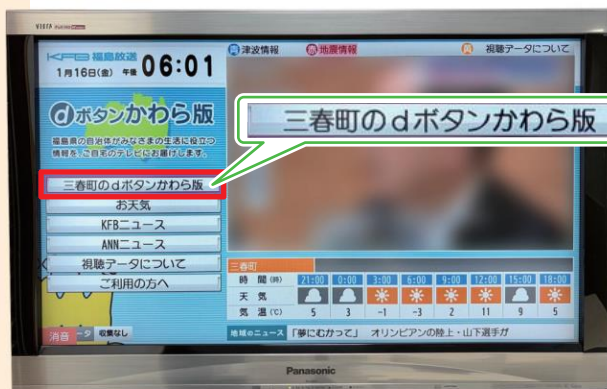 VIERA
青 津波情報
赤 地震情報
黄 視聴データについて
KFB 福島放送
1月16日(金) 午後 06:01
dボタンかわら版
福島県の自治体がみなさまの生活に役立つ
情報を、ご自宅のテレビにお届けします。
三春町のdボタンかわら版
三春町のdボタンかわら版
お天気
KFBニュース
ANNニュース
視聴データについて
ご利用の方へ
三春町
時 間(時) 21:00 0:00 3:00 6:00 9:00 12:00 15:00 18:00
天 気
気 温(℃) 5 3 -1 -3 2 11 9 5
消音
収集なし
地域のニュース 「夢にむかって」 オリンピアンの陸上・山下選手が
Panasonic